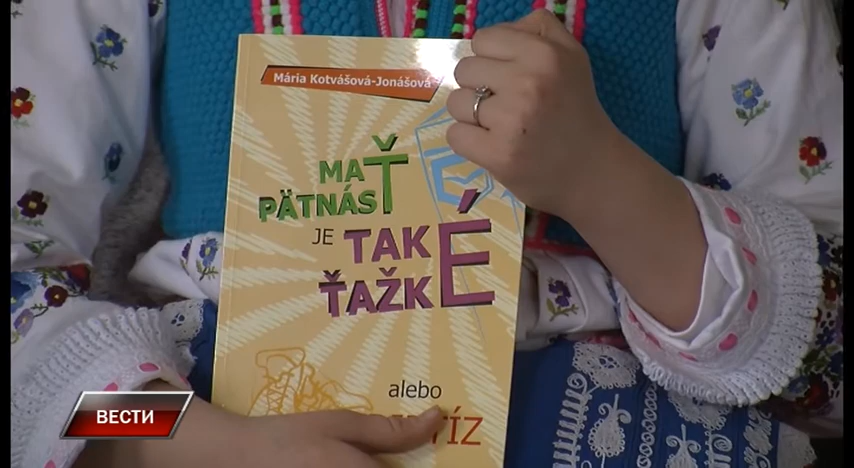 Mária Kotvášová-Jonášová
MAŤ
PÄTNÁSŤ
JE TAKÉ
ŤAŽKÉ
alebo
ВЕСТИ